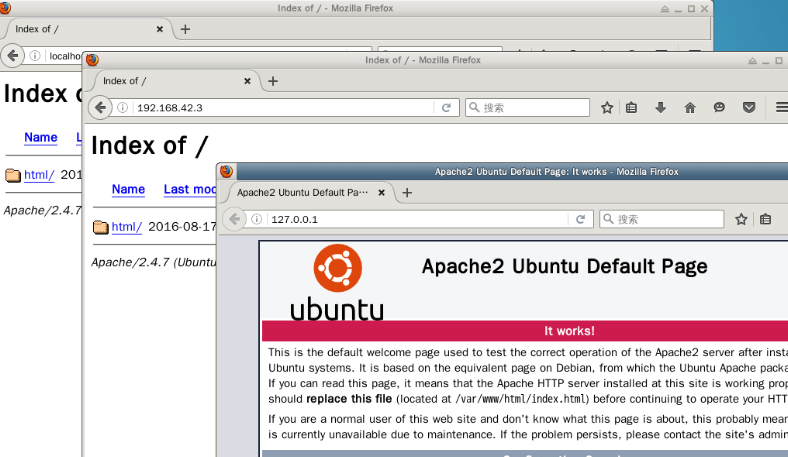 Index of / - Mozilla Firefox
Index of /
Index of
Name
html/ 201
Apache/2.4.7
Index of / - Mozilla Firefox
Index of /
192.168.42.3
搜索
Index of /
Name Last mod
html/ 2016-08-17
Apache/2.4.7 (Ubuntu
Apache2 Ubuntu Default Page: It works - Mozilla Firefox
Apache2 Ubuntu Default Pa···
127.0.0.1
搜索
ubuntu
Apache2 Ubuntu Default Page
It works!
This is the default welcome page used to test the correct operation of the Apache2 server after insta
Ubuntu systems. It is based on the equivalent page on Debian, from which the Ubuntu Apache packa
If you can read this page, it means that the Apache HTTP server installed at this site is working prop
should replace this file (located at /var/www/html/index.html) before continuing to operate your HTT
If you are a normal user of this web site and don't know what this page is about, this probably mean
is currently unavailable due to maintenance. If the problem persists, please contact the site's admin